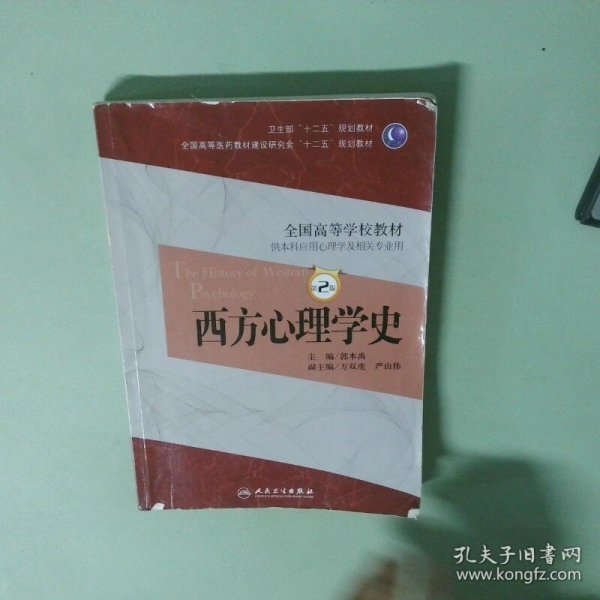 卫生部“十二五”规划教材
全国高等医药教材建设研究会“十二五”规划教材
全国高等学校教材
供本科应用心理学及相关专业用
The History of Western
Psychology
第2版
西方心理学史
主 编/郭本禹
副主编/方双虎 严由伟
人民卫生出版社
孔夫子旧书网
www.kongfz.com